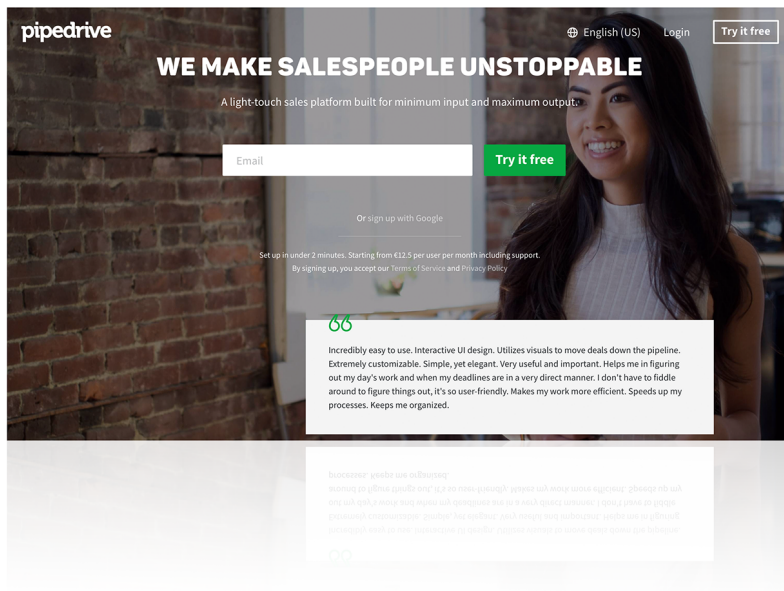 pipedrive
English (US)
Login
Try it free
WE MAKE SALESPEOPLE UNSTOPPABLE
A light-touch sales platform built for minimum input and maximum output.
Email
Try it free
Or sign up with Google
Set up in under 2 minutes. Starting from €12.5 per user per month including support.
By signing up, you accept our Terms of Service and Privacy Policy
Incredibly easy to use. Interactive UI design. Utilizes visuals to move deals down the pipeline.
Extremely customizable. Simple, yet elegant. Very useful and important. Helps me in figuring
out my day's work and when my deadlines are in a very direct manner. I don't have to fiddle
around to figure things out, it's so user-friendly. Makes my work more efficient. Speeds up my
processes. Keeps me organized.